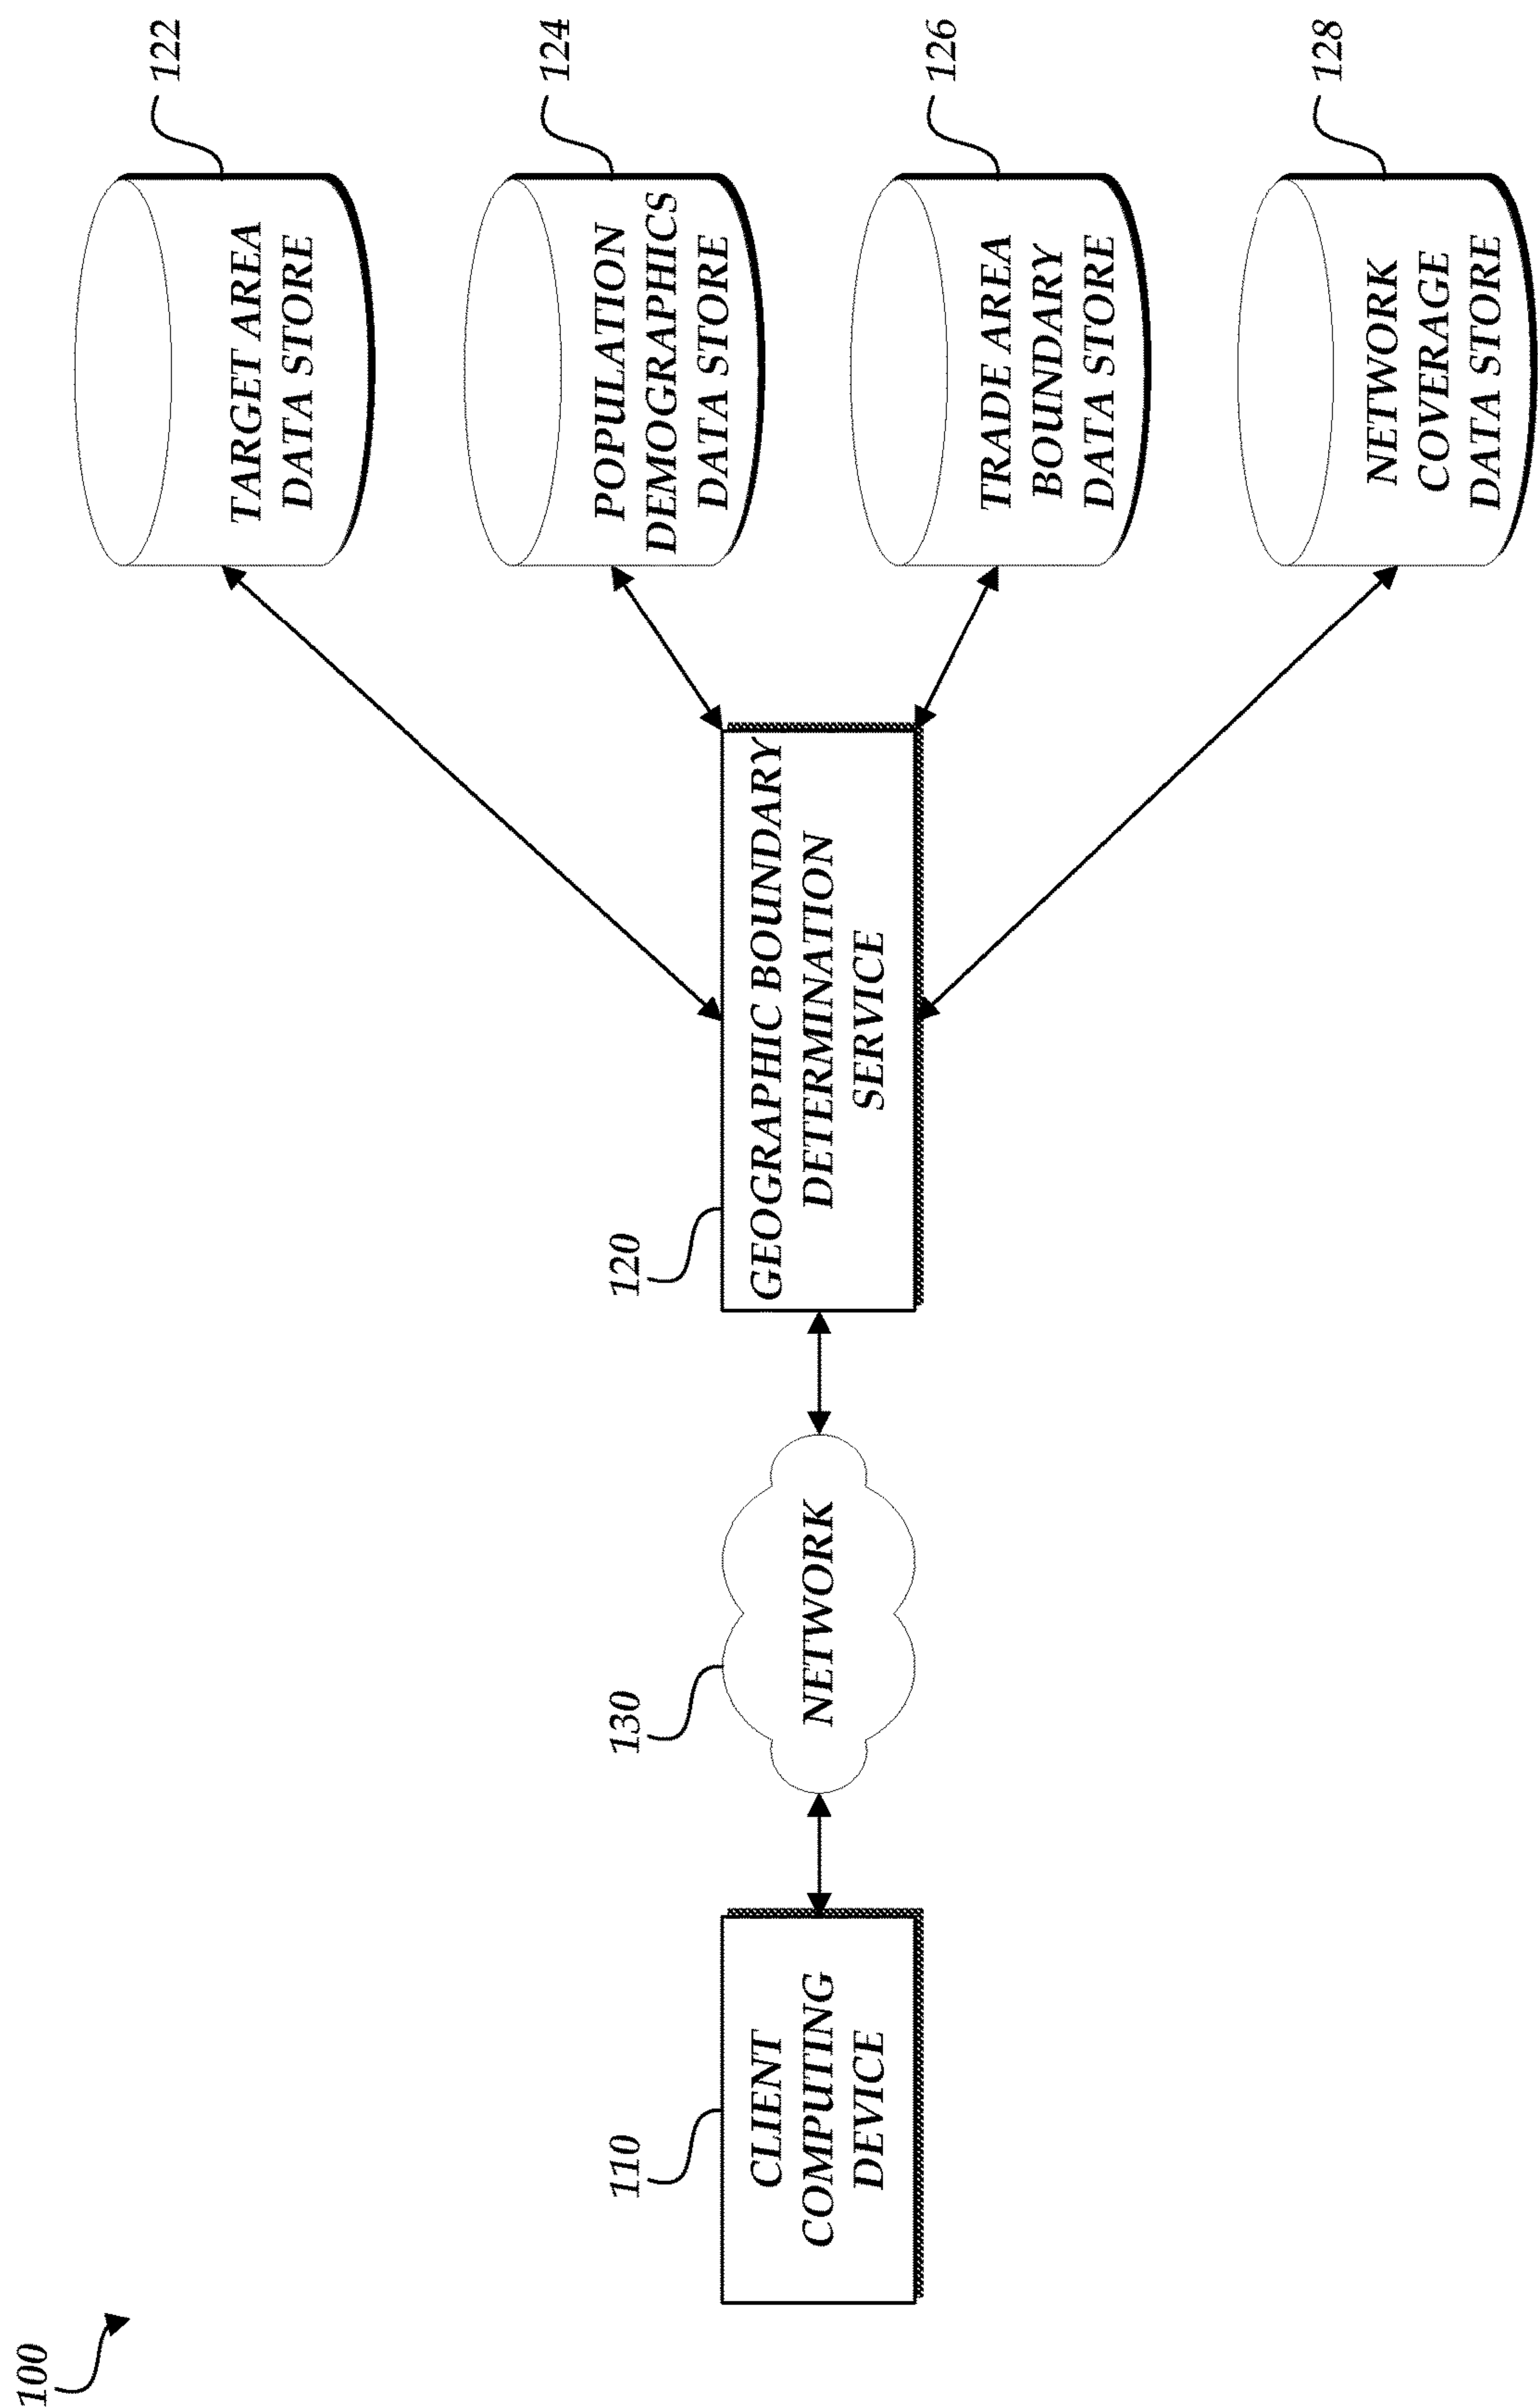 100
110
CLIENT
COMPUTING
DEVICE
130
NETWORK
120
GEOGRAPHIC BOUNDARY
DETERMINATION
SERVICE
122
TARGET AREA
DATA STORE
124
POPULATION
DEMOGRAPHICS
DATA STORE
126
TRADE AREA
BOUNDARY
DATA STORE
128
NETWORK
COVERAGE
DATA STORE